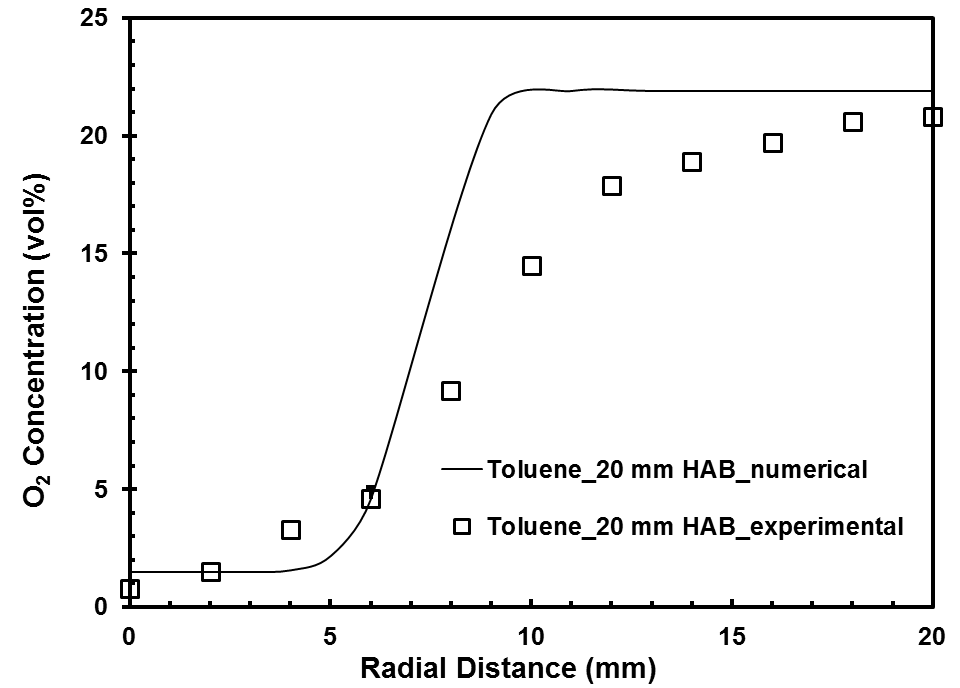 25
20
15
10
5
0
O₂ Concentration (vol%)
Toluene_20 mm HAB_numerical
Toluene_20 mm HAB_experimental
0 5 10 15 20
Radial Distance (mm)